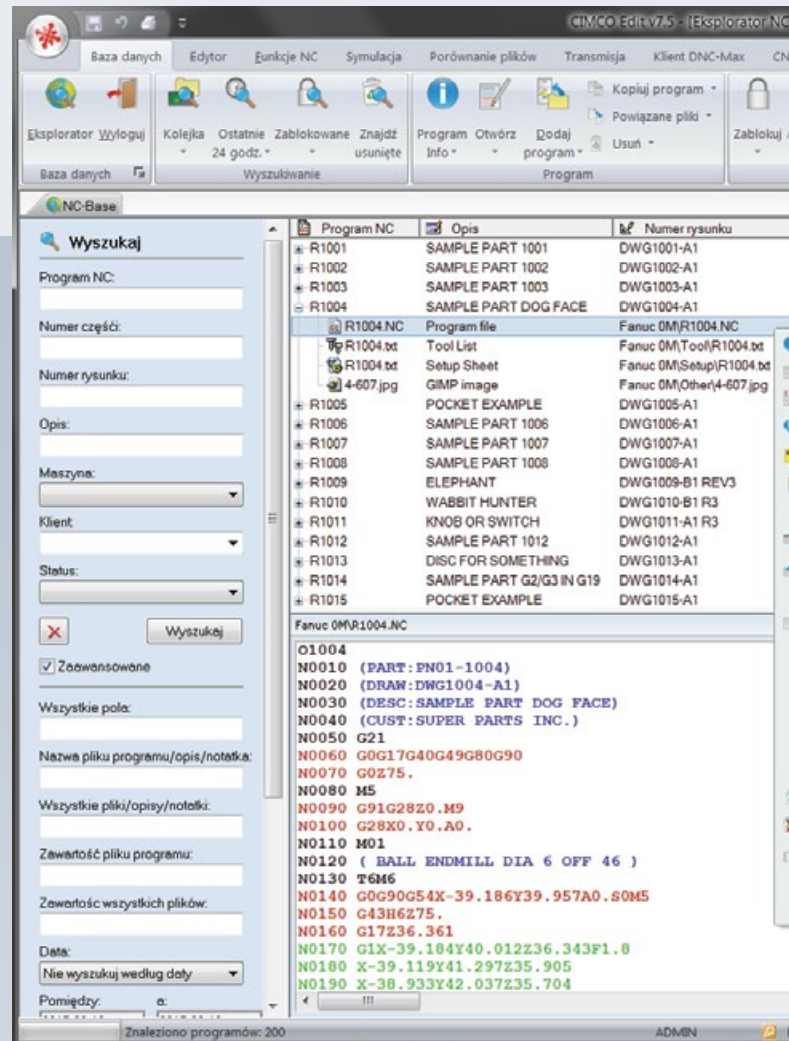 CIMCO Edit v7.5 - [Eksplorator NC
Baza danych Edytor Funkcje NC Symulacja Porównanie plików Transmisja Klient DNC-Max CN
Eksplorator Wyloguj Kolejka Ostatnie 24 godz. Zablokowane Znajdź usunięte Program Info Otwórz Dodaj program Kopiuj program Powiązane pliki Usuń Zablokuj
Baza danych Wyszukiwanie Program
NC-Base
Wyszukaj
Program NC:
Numer części:
Numer rysunku:
Opis:
Maszyna:
Klient
Status:
Wyszukaj
Zaawansowane
Wszystkie pola:
Nazwa pliku programu/opis/notatka:
Wszystkie pliki/opisy/notatki:
Zawartość pliku programu:
Zawartośc wszystkich plików:
Data:
Nie wyszukuj według daty
Pomiędzy: a:
Program NC Opis Numer rysunku
R1001 SAMPLE PART 1001 DWG1001-A1
R1002 SAMPLE PART 1002 DWG1002-A1
R1003 SAMPLE PART 1003 DWG1003-A1
R1004 SAMPLE PART DOG FACE DWG1004-A1
R1004.NC Program file Fanuc 0M\R1004.NC
R1004.txt Tool List Fanuc 0M\Tool\R1004.txt
R1004.txt Setup Sheet Fanuc 0M\Setup\R1004.txt
4-607.jpg GIMP image Fanuc 0M\Other\4-607.jpg
R1005 POCKET EXAMPLE DWG1005-A1
R1006 SAMPLE PART 1006 DWG1006-A1
R1007 SAMPLE PART 1007 DWG1007-A1
R1008 SAMPLE PART 1008 DWG1008-A1
R1009 ELEPHANT DWG1009-B1 REV3
R1010 WABBIT HUNTER DWG1010-B1 R3
R1011 KNOB OR SWITCH DWG1011-A1 R3
R1012 SAMPLE PART 1012 DWG1012-A1
R1013 DISC FOR SOMETHING DWG1013-A1
R1014 SAMPLE PART G2/G3 IN G19 DWG1014-A1
R1015 POCKET EXAMPLE DWG1015-A1
Fanuc 0M\R1004.NC
O1004
N0010 (PART:PN01-1004)
N0020 (DRAW:DWG1004-A1)
N0030 (DESC:SAMPLE PART DOG FACE)
N0040 (CUST:SUPER PARTS INC.)
N0050 G21
N0060 G0G17G40G49G80G90
N0070 G0Z75.
N0080 M5
N0090 G91G28Z0.M9
N0100 G28X0.Y0.A0.
N0110 M01
N0120 ( BALL ENDMILL DIA 6 OFF 46 )
N0130 T6M6
N0140 G0G90G54X-39.186Y39.957A0.S0M5
N0150 G43H6Z75.
N0160 G17Z36.361
N0170 G1X-39.184Y40.012Z36.343F1.8
N0180 X-39.119Y41.297Z35.905
N0190 X-38.933Y42.037Z35.704
Znaleziono programów: 200 ADMIN